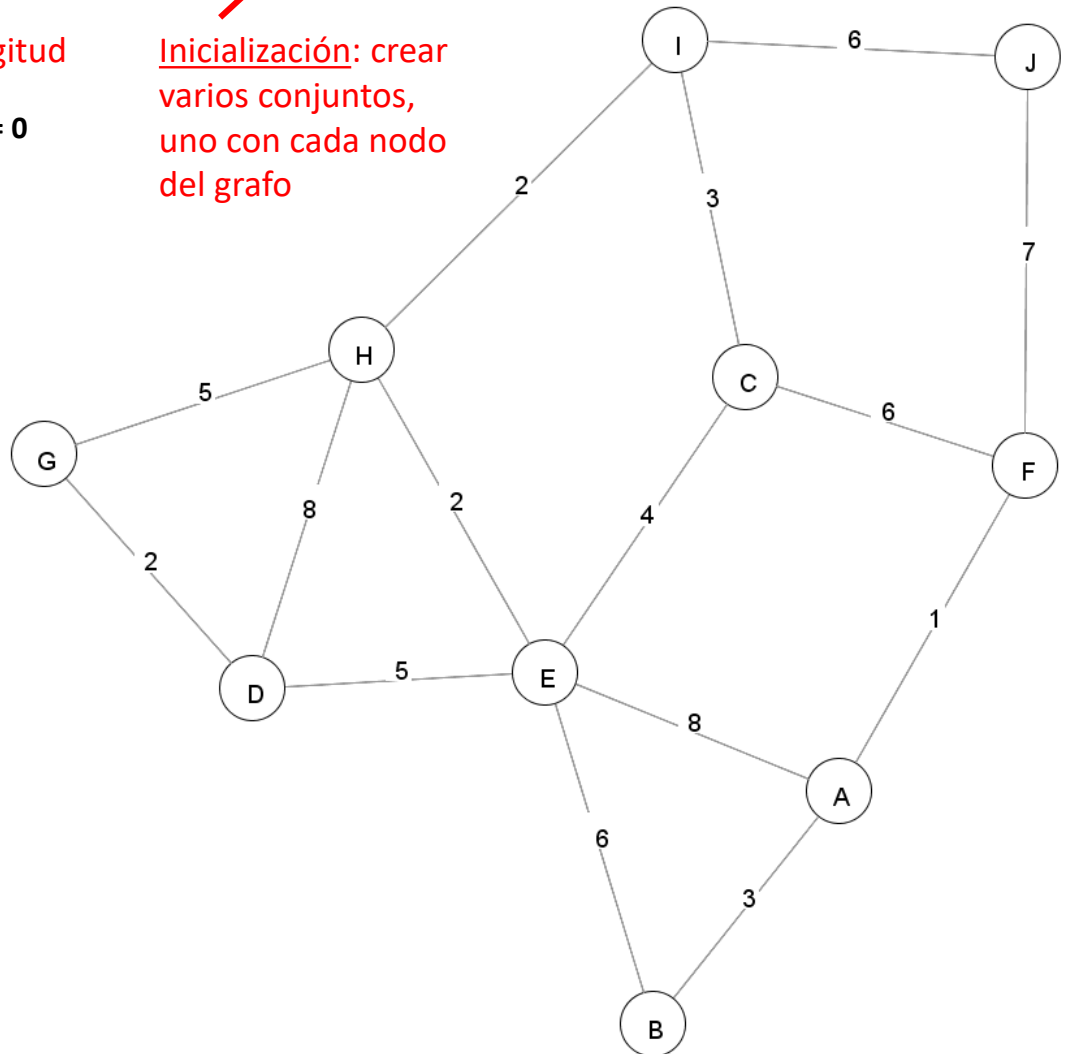 gitud
= 0
Inicialización: crear
varios conjuntos,
uno con cada nodo
del grafo
I
6
J
2
3
7
H
5
C
6
G
F
8
2
4
2
1
D
5
E
8
A
6
3
B